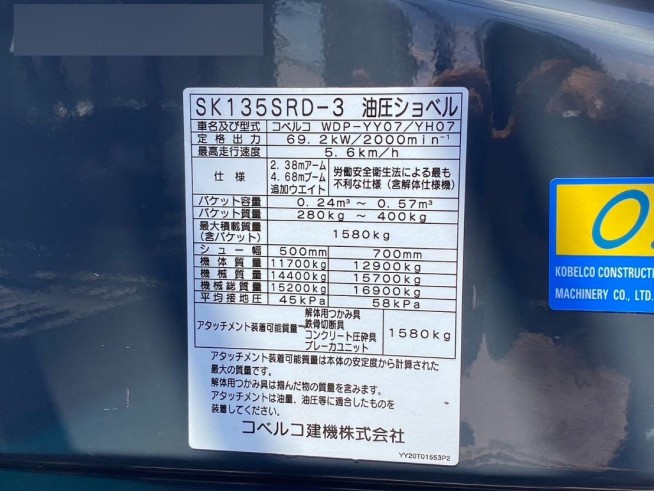 SK135SRD-3 油圧ショベル
車名及び型式 コベルコ WDP-YY07/YH07
定格出力 69.2kW/2000min⁻¹
最高走行速度 5.6km/h
仕様 2.38mアーム 4.68mブーム 追加ウエイト 労働安全衛生法による最も不利な仕様(含解体仕様機)
バケット容量 0.24m³ ~ 0.57m³
バケット質量 280kg ~ 400kg
最大積載質量(含バケット) 1580kg
シュー幅 500mm 700mm
機体質量 11700kg 12900kg
機械質量 14400kg 15700kg
機械総質量 15200kg 16900kg
平均接地圧 45kPa 58kPa
アタッチメント装着可能質量 解体用つかみ具 鉄骨切断具 コンクリート圧砕具 ブレーカユニット 1580kg
アタッチメント装着可能質量は本体の安定度から計算された
最大の質量です。
解体用つかみ具は掴んだ物の質量を含みます。
アタッチメントは油量、油圧等に適合したものを
装着してください。
コベルコ建機株式会社
YY20T01553P2
KOBELCO CONSTRUCT
MACHINERY CO., LTD.